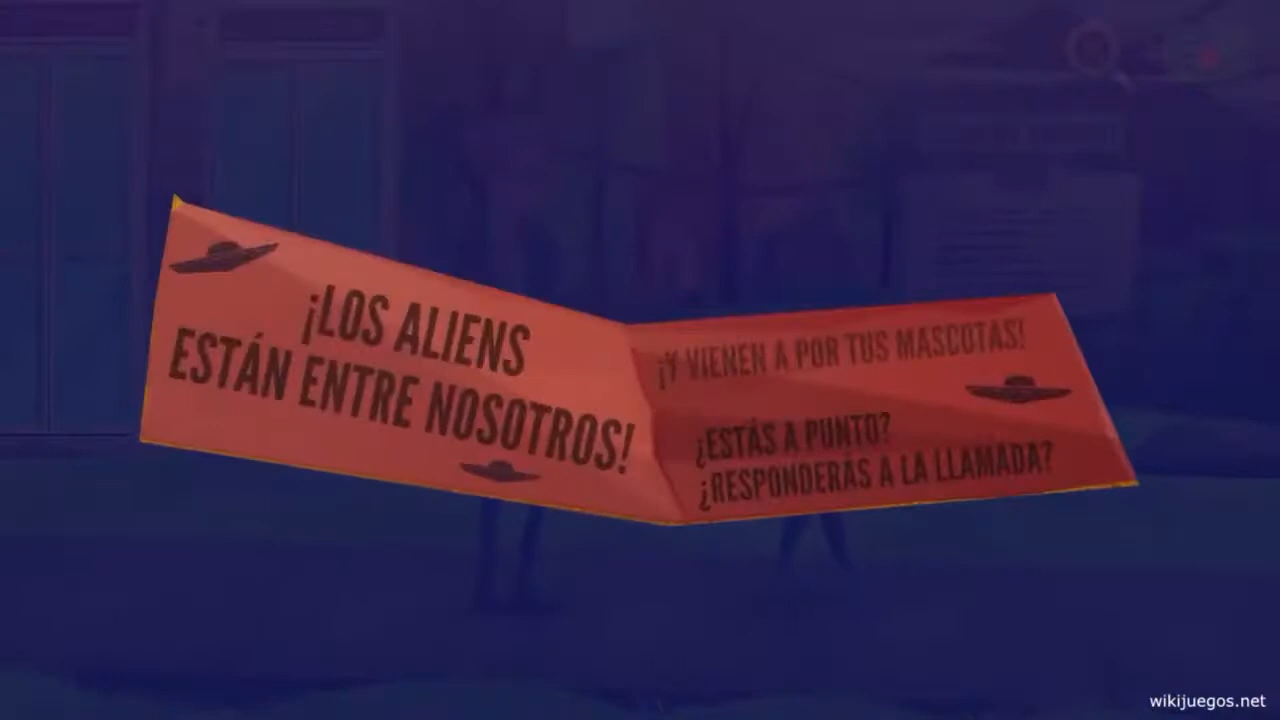 ¡LOS ALIENS
ESTÁN ENTRE NOSOTROS!
¡Y VIENEN A POR TUS MASCOTAS!
¿ESTÁS A PUNTO?
¿RESPONDERÁS A LA LLAMADA?
wikijuegos.net